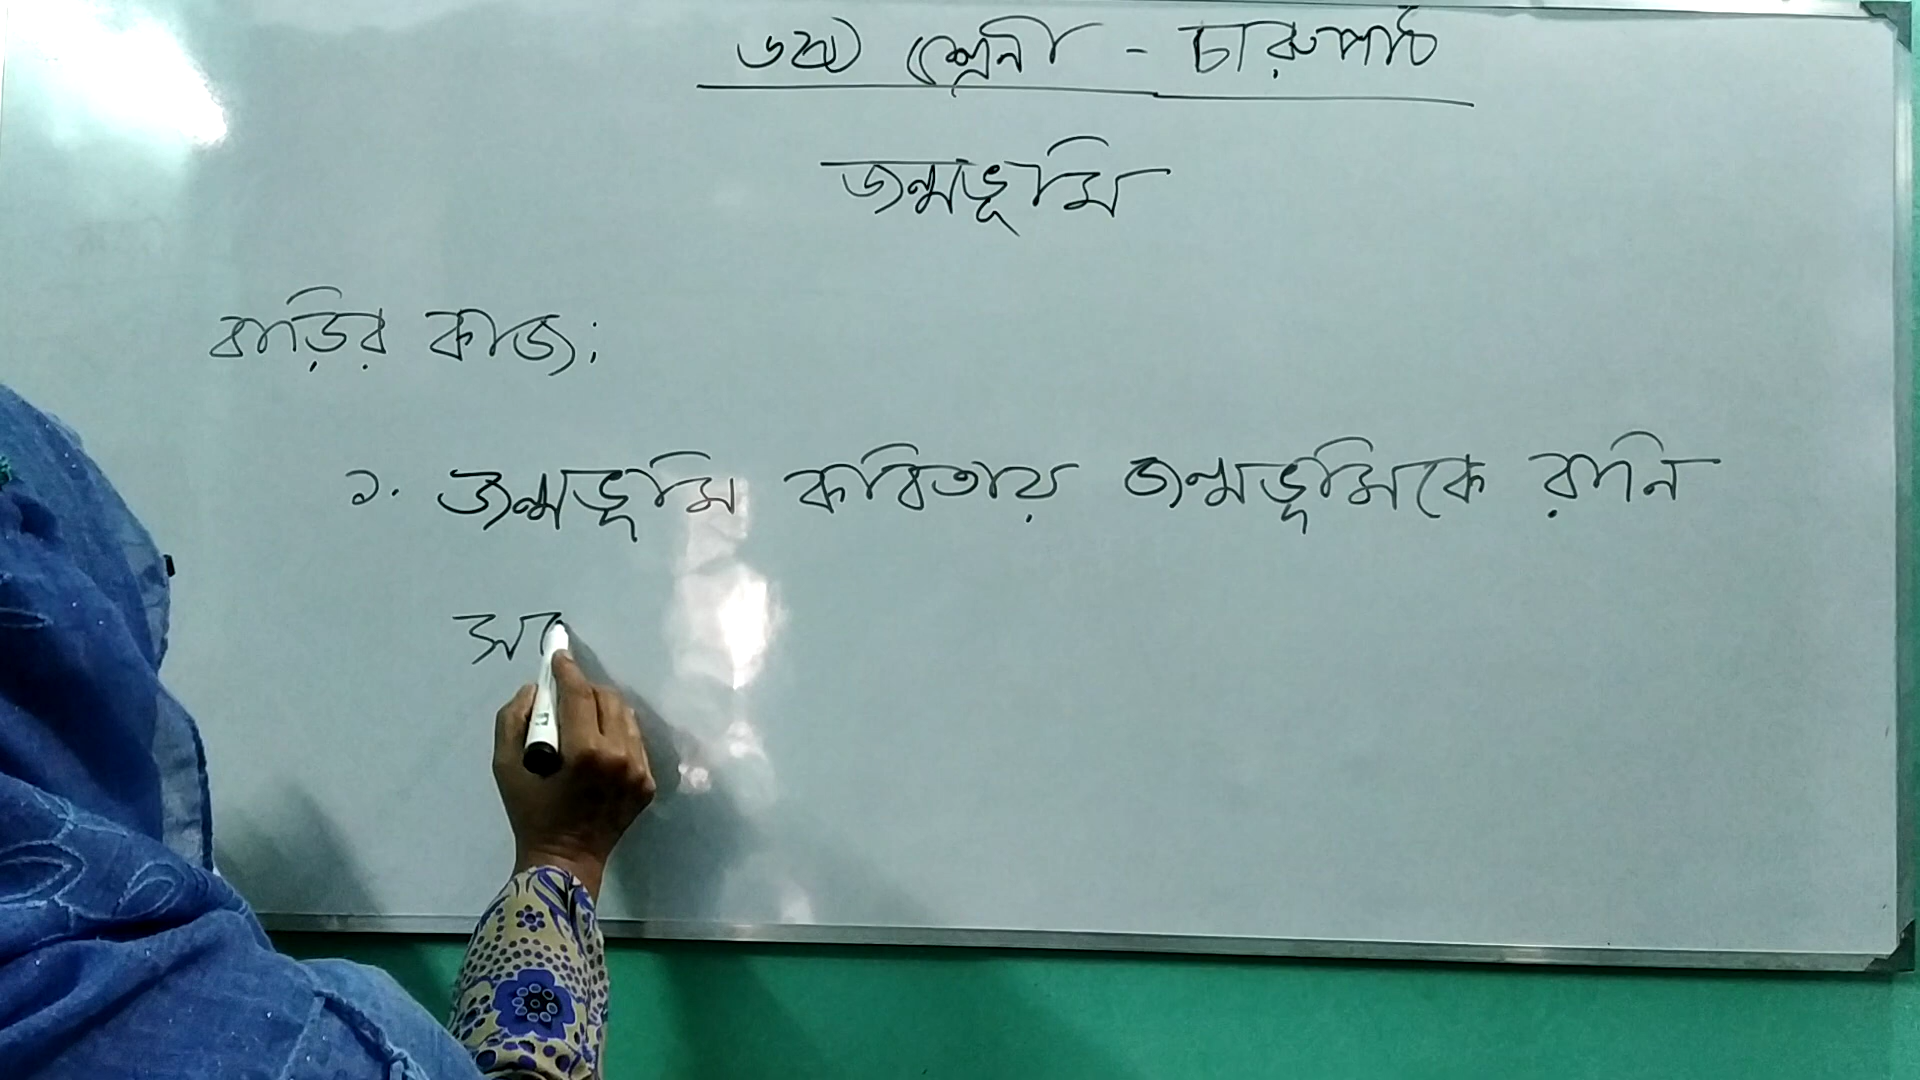 ৬ষ্ঠ শ্রেনী - চারুপাঠ
জন্মভূমি
বাড়ির কাজ:
১. জন্মভূমি কবিতায় জন্মভূমিকে রানি